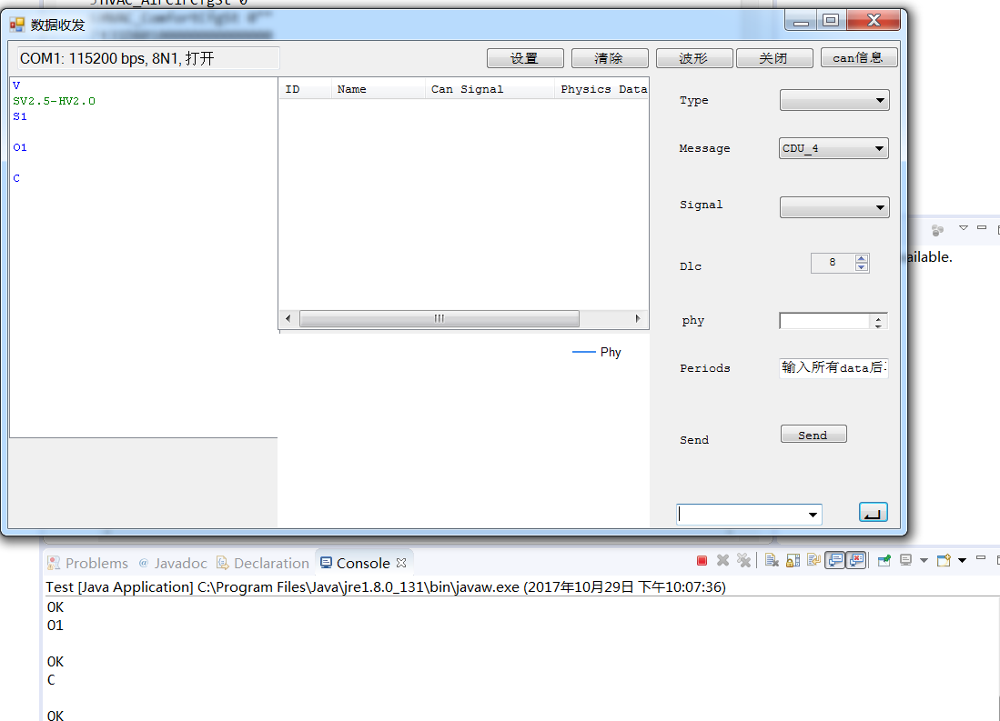 数据收发
COM1: 115200 bps, 8N1, 打开
设置
清除
波形
关闭
can信息
V
SV2.5-HV2.0
S1
O1
C
ID Name Can Signal Physics Data
Phy
Type
Message CDU_4
Signal
Dlc 8
phy
Periods 输入所有data后
Send Send
ailable.
Problems @ Javadoc Declaration Console
Test [Java Application] C:\Program Files\Java\jre1.8.0_131\bin\javaw.exe (2017年10月29日 下午10:07:36)
OK
O1
OK
C
OK